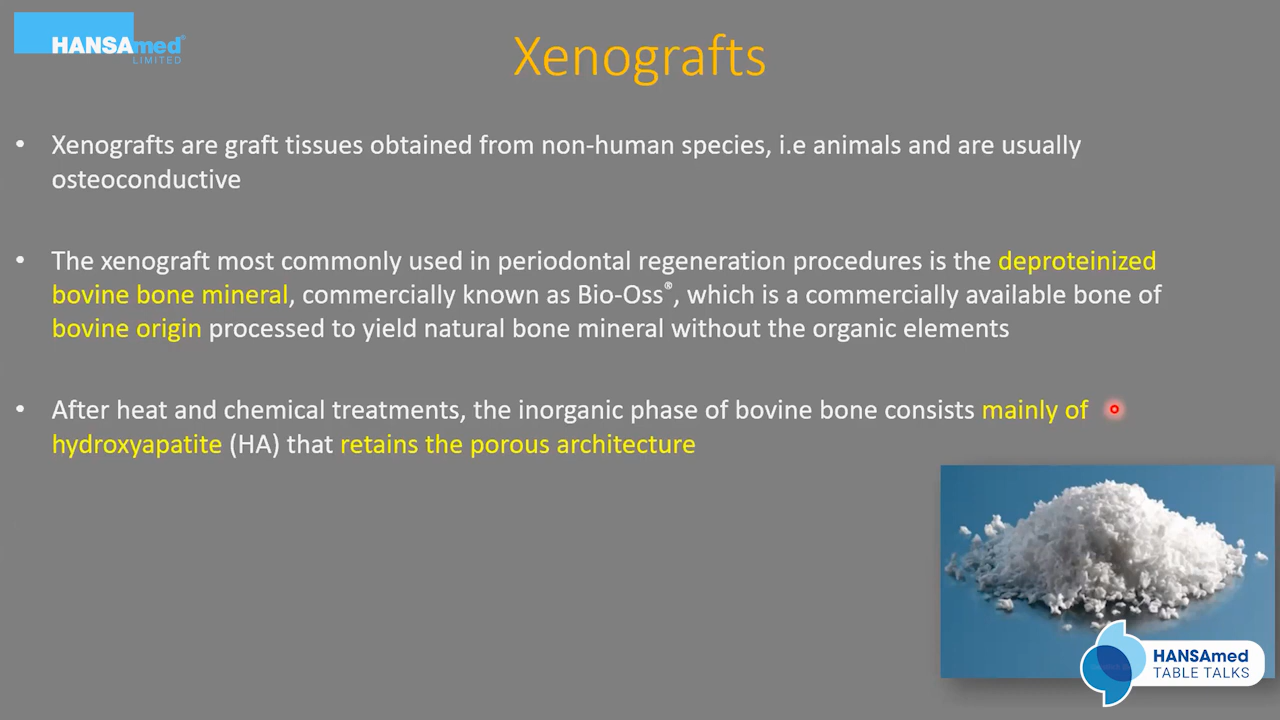 HANSAmed®
LIMITED
Xenografts
• Xenografts are graft tissues obtained from non-human species, i.e animals and are usually
osteoconductive
• The xenograft most commonly used in periodontal regeneration procedures is the deproteinized
bovine bone mineral, commercially known as Bio-Oss®, which is a commercially available bone of
bovine origin processed to yield natural bone mineral without the organic elements
• After heat and chemical treatments, the inorganic phase of bovine bone consists mainly of
hydroxyapatite (HA) that retains the porous architecture
HANSAmed
TABLE TALKS